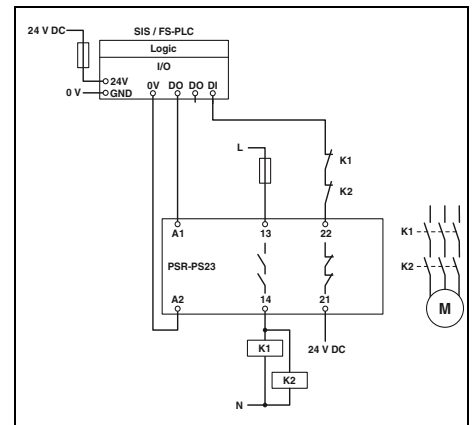 24 V DC
SIS / FS-PLC
Logic
I/O
24V
0V DO DO DI
0 V
GND
L
K1
K2
A1 13 22
PSR-PS23
A2 14 21
K1
K2
M
K1
24 V DC
K2
N